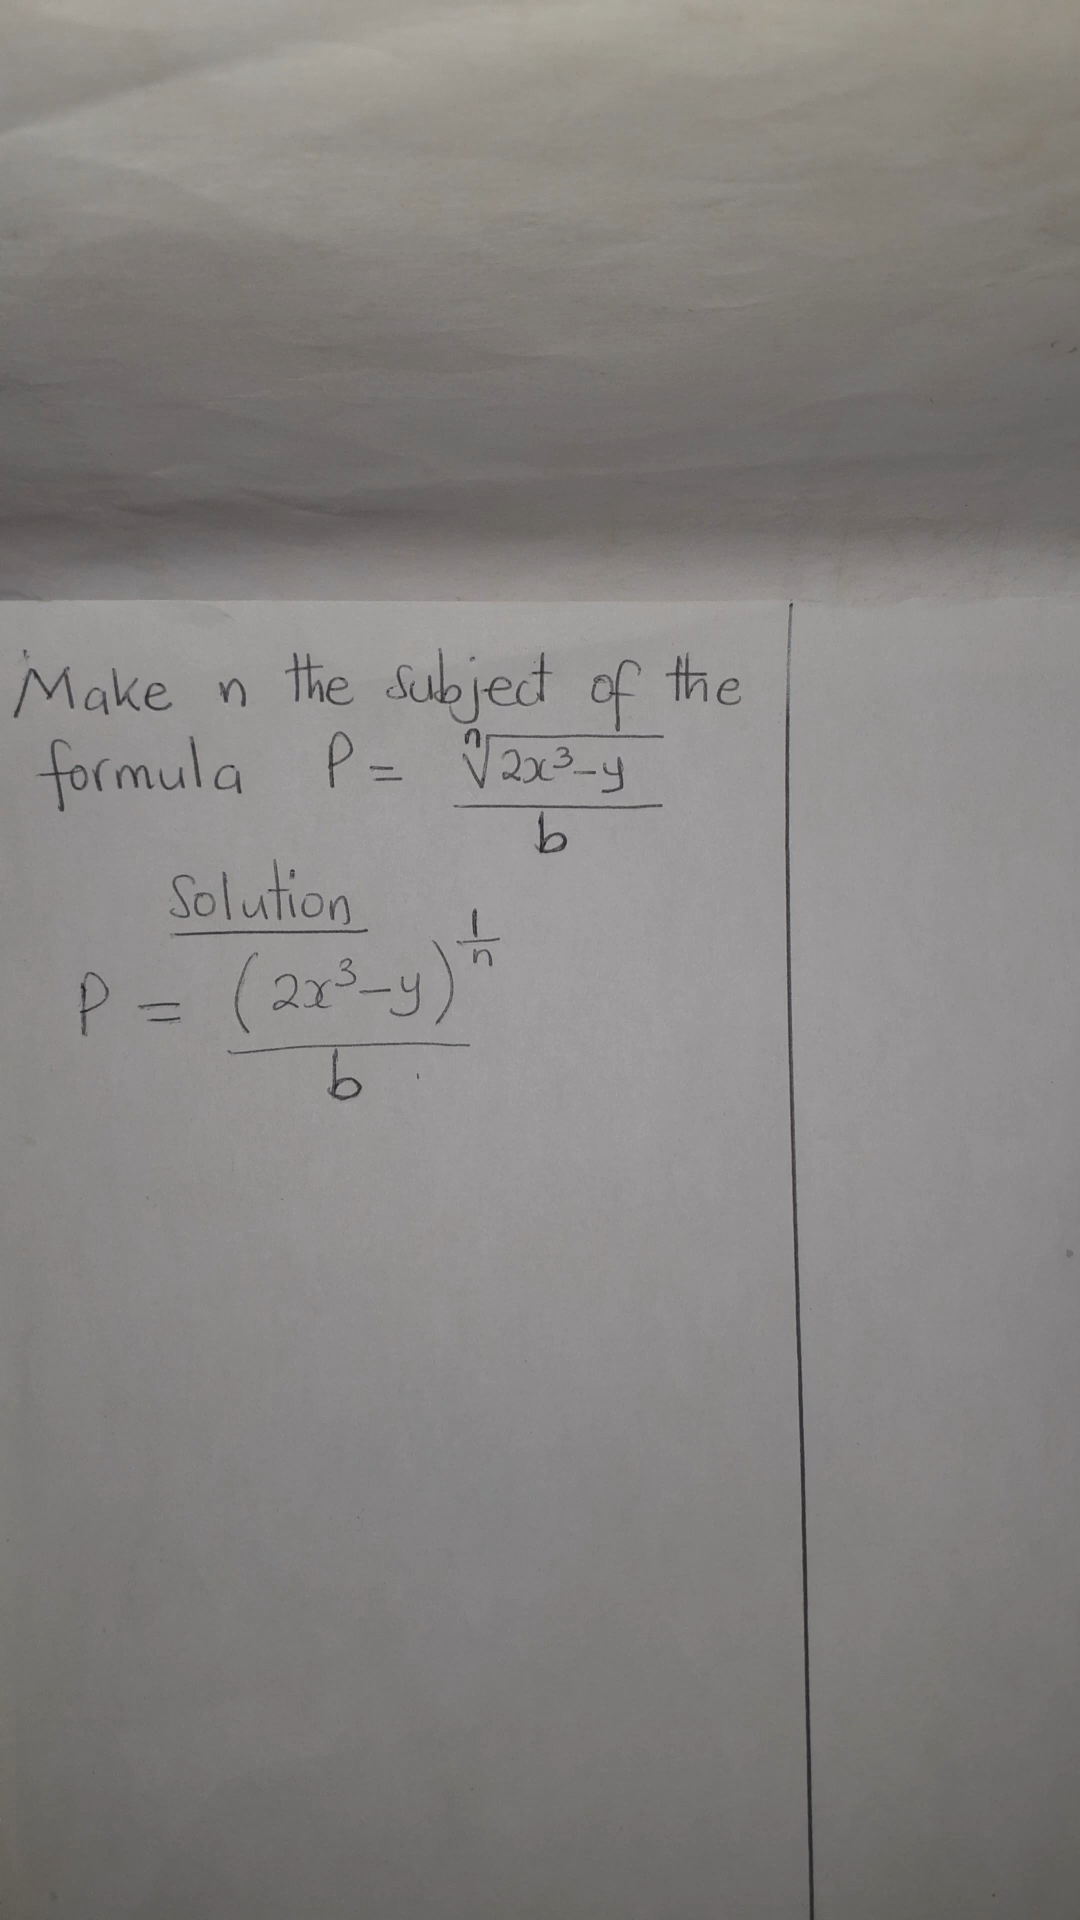 Make n the subject of the
formula P = ⁿ√(2x³-y) / b
Solution
P = (2x³-y)^(1/n) / b